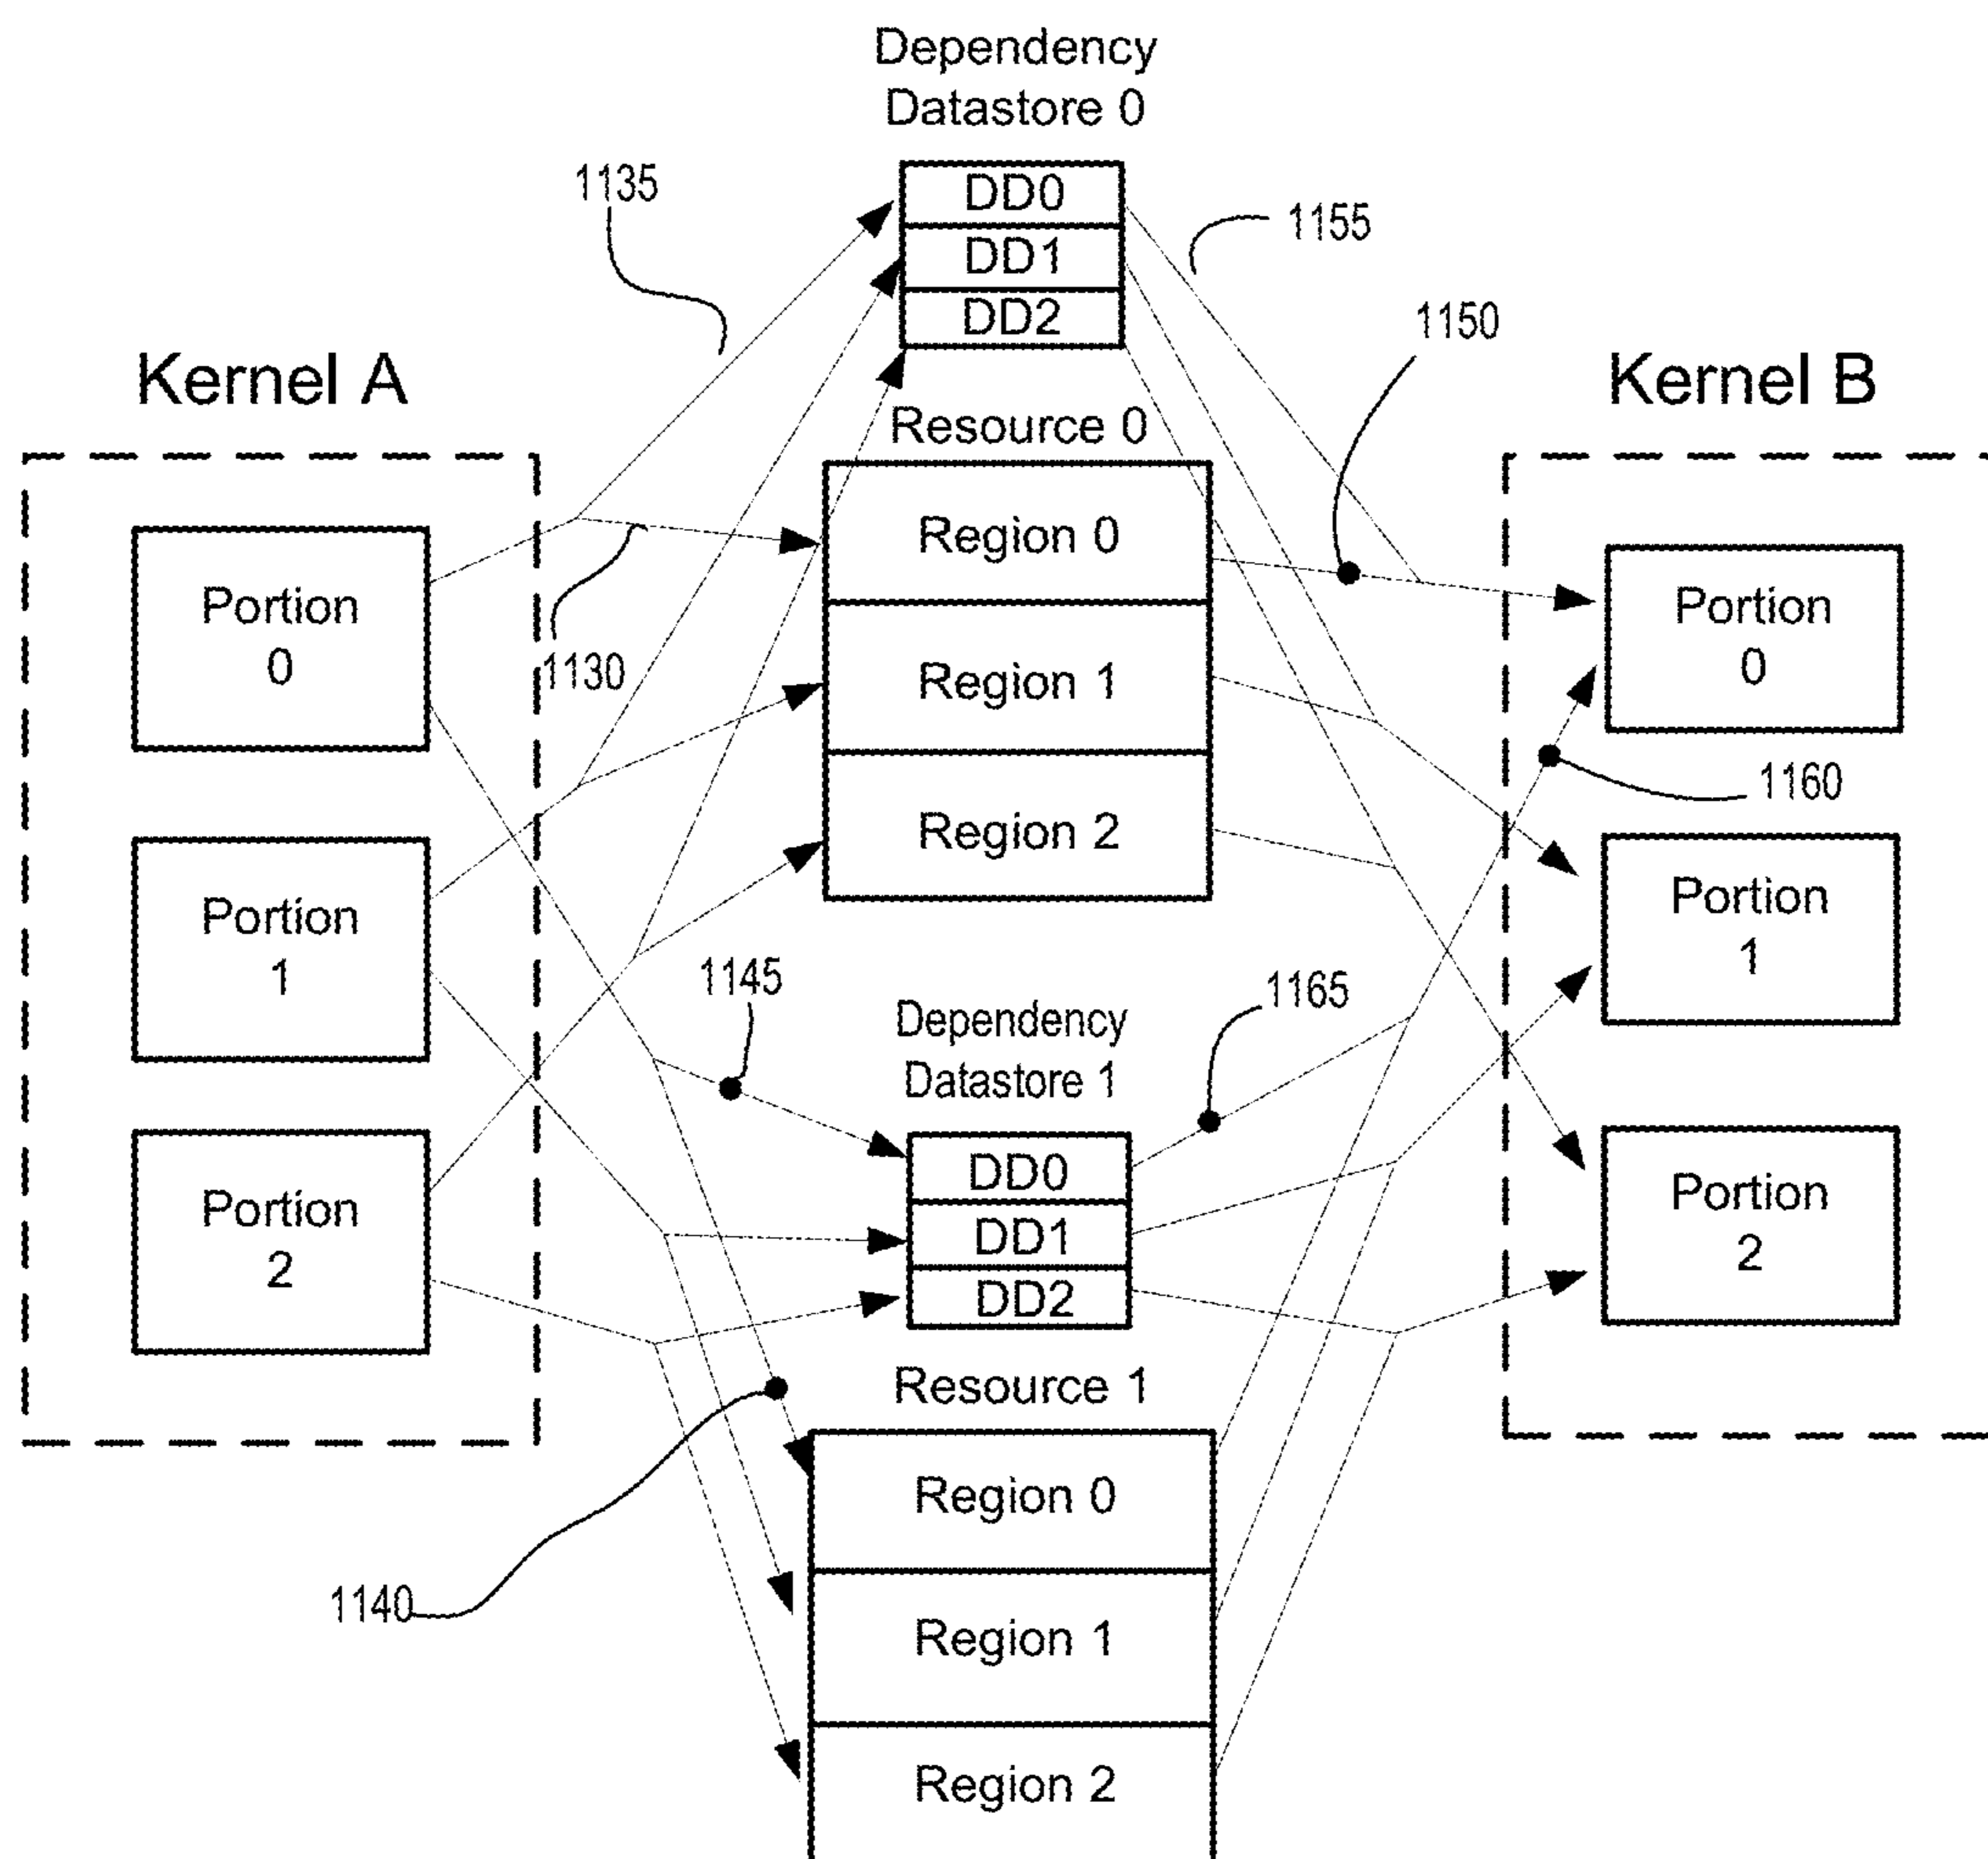 Dependency
Datastore 0
1135
DD0
1155
DD1
DD2
1150
Kernel A
Kernel B
Resource 0
Region 0
Portion
0
Portion
0
1130
Region 1
1160
Region 2
Portion
1
Portion
1
1145
1165
Dependency
Datastore 1
DD0
Portion
2
Portion
2
DD1
DD2
Resource 1
Region 0
1140
Region 1
Region 2